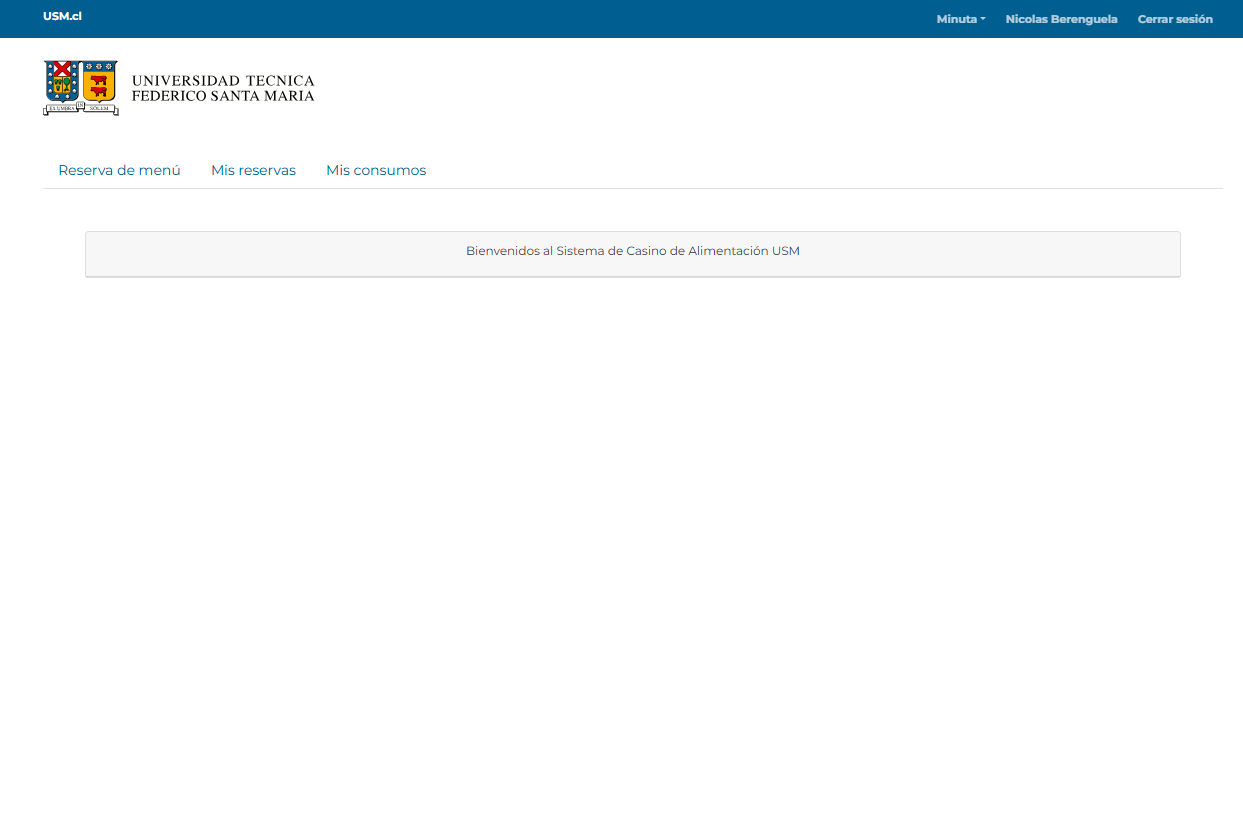 USM.cl
Minuta
Nicolas Berenguela
Cerrar sesión
UNIVERSIDAD TECNICA
FEDERICO SANTA MARIA
EX UMBRA IN SOLEM
Reserva de menú
Mis reservas
Mis consumos
Bienvenidos al Sistema de Casino de Alimentación USM